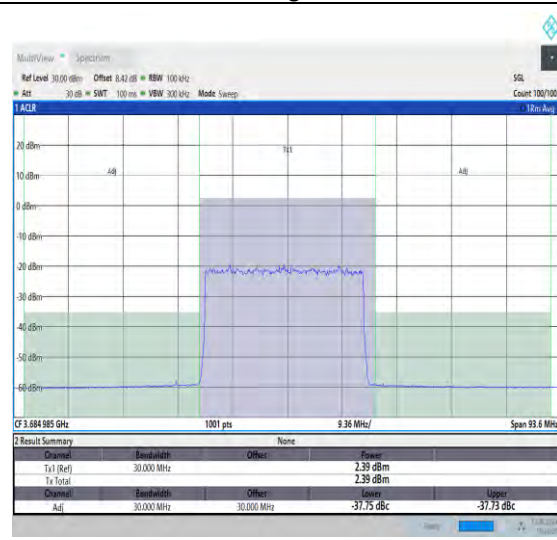 MultiView Spectrum
Ref Level 30.00 dBm Offset 8.42 dB RBW 100 kHz SGL
Att 30 dB SWT 100 ms VBW 300 kHz Mode Sweep Count 100/100
1 ACLR 1Rm Avg
Tx1
20 dBm
Adj Adj
10 dBm
0 dBm
-10 dBm
-20 dBm
-30 dBm
-40 dBm
-50 dBm
-60 dBm
CF 3.684 985 GHz 1001 pts 9.36 MHz/ Span 93.6 MHz
2 Result Summary None
Channel Bandwidth Offset Power
Tx1 (Ref) 30.000 MHz 2.39 dBm
Tx Total 2.39 dBm
Channel Bandwidth Offset Lower Upper
Adj 30.000 MHz 30.000 MHz -37.75 dBc -37.73 dBc